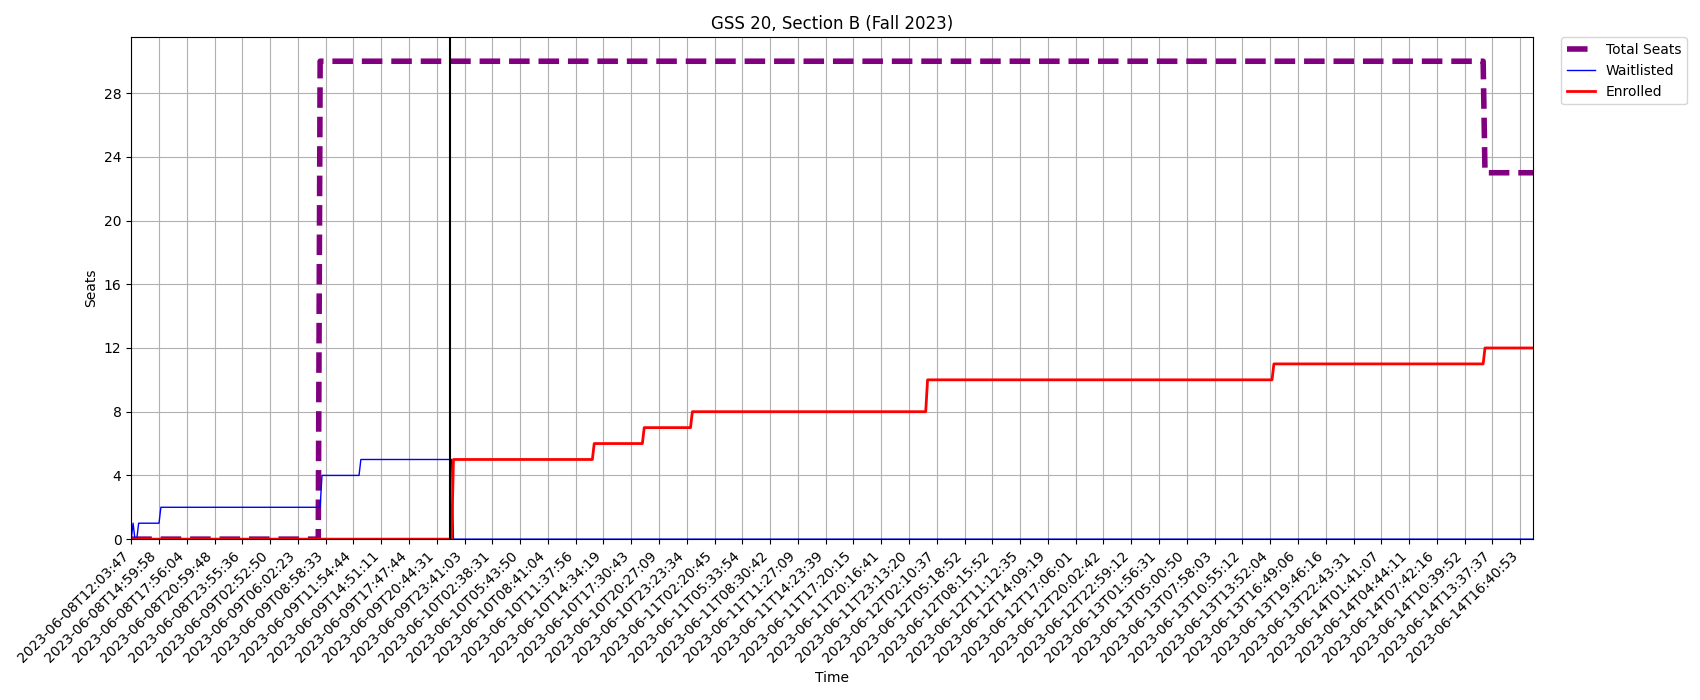 GSS 20, Section B (Fall 2023)
Total Seats
Waitlisted
Enrolled
Seats
28
24
20
16
12
8
4
0
2023-06-08T12:03:47
2023-06-08T14:59:58
2023-06-08T17:56:04
2023-06-08T20:59:48
2023-06-08T23:55:36
2023-06-09T02:52:50
2023-06-09T06:02:23
2023-06-09T08:58:33
2023-06-09T11:54:44
2023-06-09T14:51:11
2023-06-09T17:47:44
2023-06-09T20:44:31
2023-06-09T23:41:03
2023-06-10T02:38:31
2023-06-10T05:43:50
2023-06-10T08:41:04
2023-06-10T11:37:56
2023-06-10T14:34:19
2023-06-10T17:30:43
2023-06-10T20:27:09
2023-06-10T23:23:34
2023-06-11T02:20:45
2023-06-11T05:33:54
2023-06-11T08:30:42
2023-06-11T11:27:09
2023-06-11T14:23:39
2023-06-11T17:20:15
2023-06-11T20:16:41
2023-06-11T23:13:20
2023-06-12T02:10:37
2023-06-12T05:18:52
2023-06-12T08:15:52
2023-06-12T11:12:35
2023-06-12T14:09:19
2023-06-12T17:06:01
2023-06-12T20:02:42
2023-06-12T22:59:12
2023-06-13T01:56:31
2023-06-13T05:00:50
2023-06-13T07:58:03
2023-06-13T10:55:12
2023-06-13T13:52:04
2023-06-13T16:49:06
2023-06-13T19:46:16
2023-06-13T22:43:31
2023-06-14T01:41:07
2023-06-14T04:44:11
2023-06-14T07:42:16
2023-06-14T10:39:52
2023-06-14T13:37:37
2023-06-14T16:40:53
Time